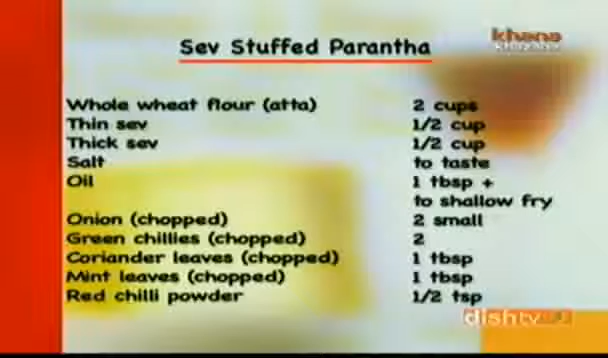 khana
khazana
Sev Stuffed Parantha
Whole wheat flour (atta) 2 cups
Thin sev 1/2 cup
Thick sev 1/2 cup
Salt to taste
Oil 1 tbsp +
to shallow fry
Onion (chopped) 2 small
Green chillies (chopped) 2
Coriander leaves (chopped) 1 tbsp
Mint leaves (chopped) 1 tbsp
Red chilli powder 1/2 tsp
dishtv